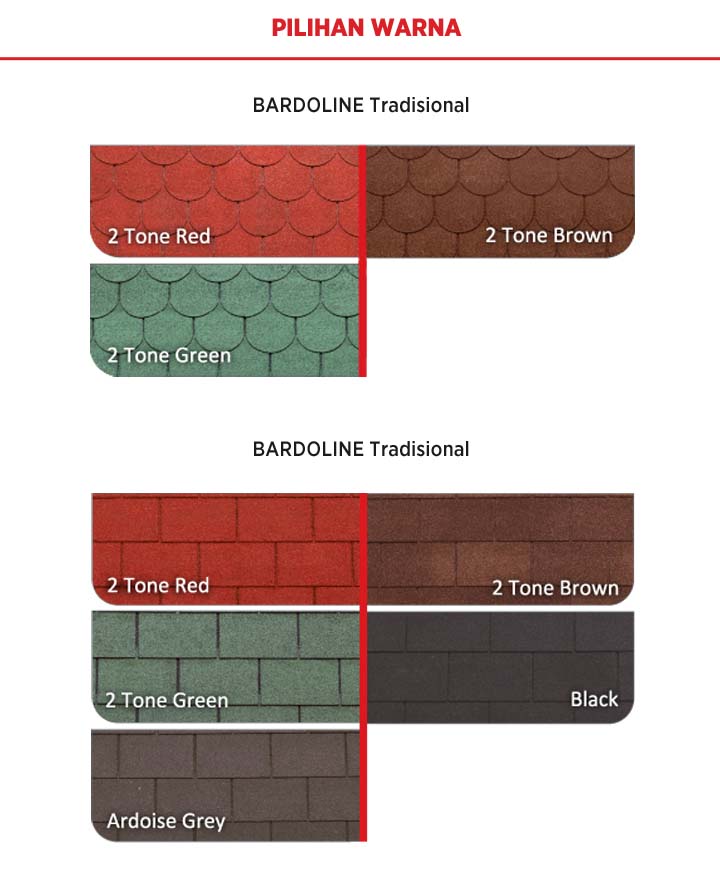 PILIHAN WARNA
BARDOLINE Tradisional
2 Tone Red
2 Tone Brown
2 Tone Green
BARDOLINE Tradisional
2 Tone Red
2 Tone Brown
2 Tone Green
Black
Ardoise Grey